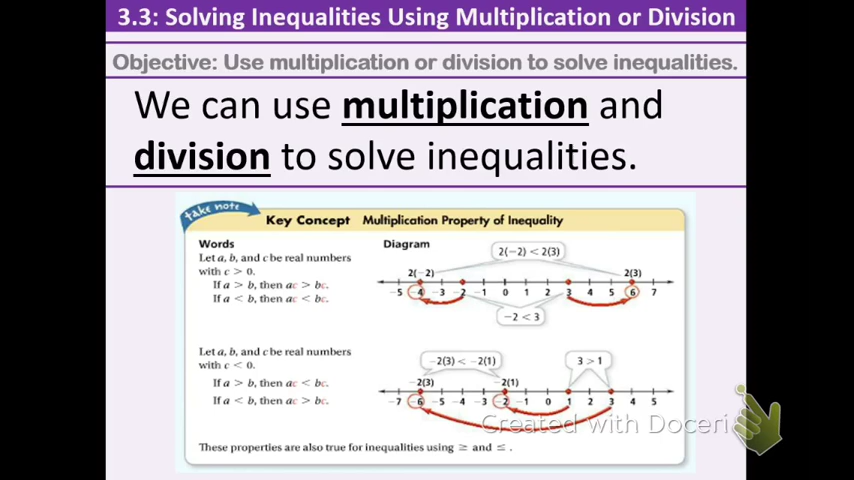 3.3: Solving Inequalities Using Multiplication or Division
Objective: Use multiplication or division to solve inequalities.
We can use multiplication and
division to solve inequalities.
take note
Key Concept Multiplication Property of Inequality
Words
Let a, b, and c be real numbers
with c > 0.
If a > b, then ac > bc.
If a < b, then ac < bc.
Diagram
2(−2) < 2(3)
2(−2) 2(3)
−5 −4 −3 −2 −1 0 1 2 3 4 5 6 7
−2 < 3
Let a, b, and c be real numbers
with c < 0.
If a > b, then ac < bc.
If a < b, then ac > bc.
−2(3) < −2(1) 3 > 1
−2(3) −2(1)
−7 −6 −5 −4 −3 −2 −1 0 1 2 3 4 5
Created with Doceri
These properties are also true for inequalities using ≥ and ≤ .